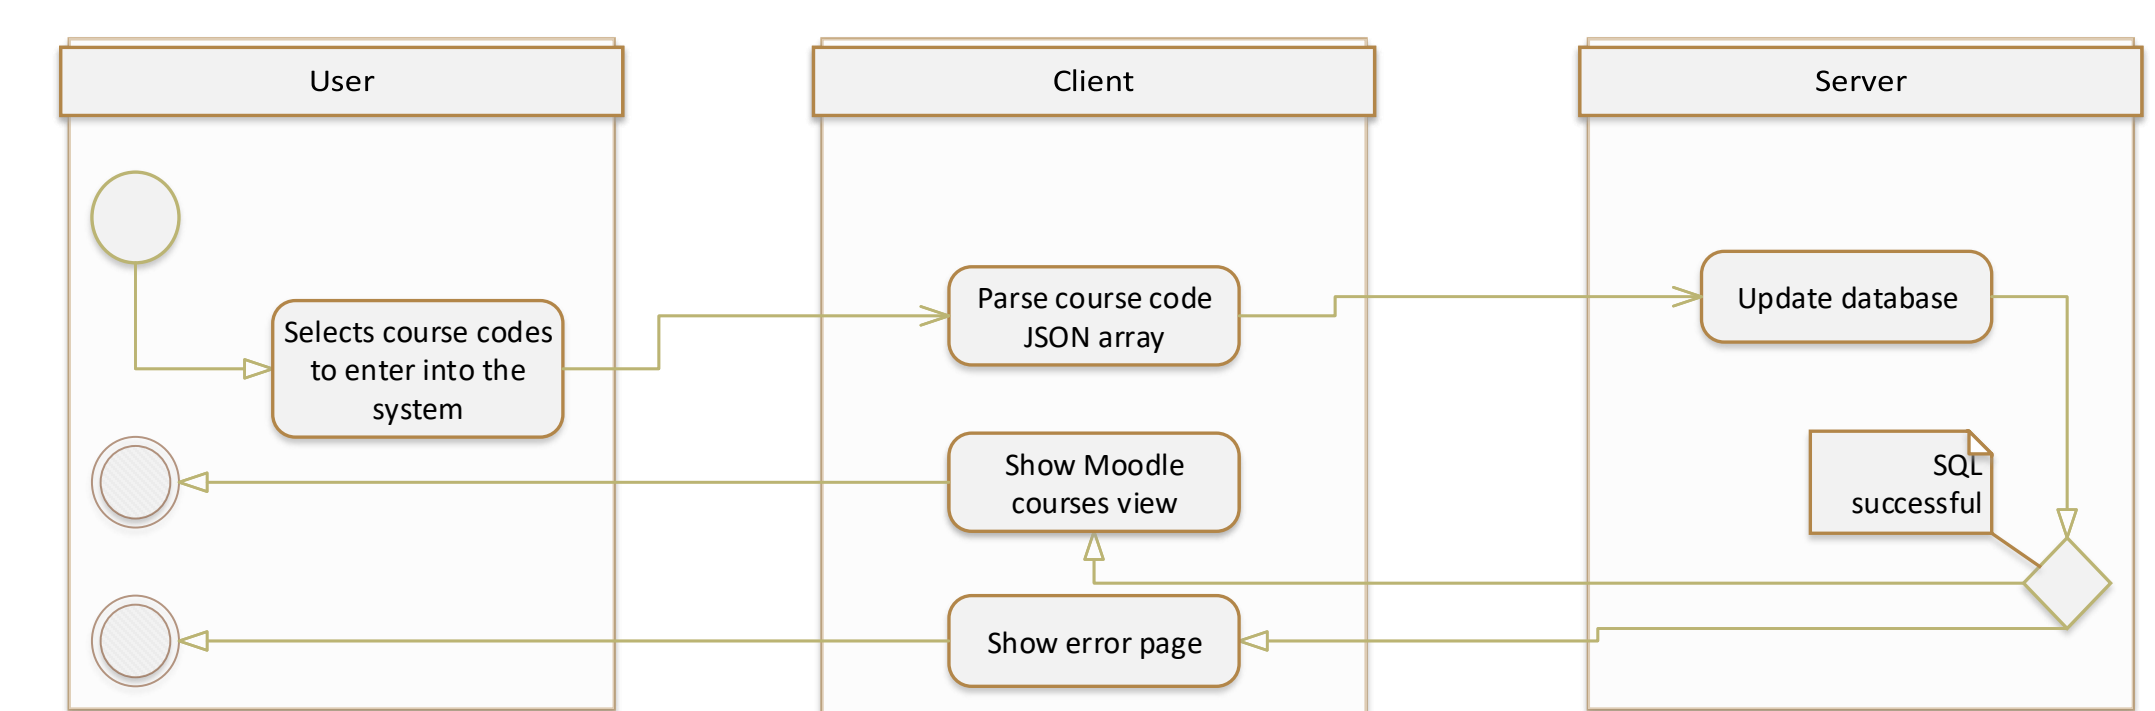 User
Client
Server
Selects course codes
to enter into the
system
Parse course code
JSON array
Update database
Show Moodle
courses view
SQL
successful
Show error page